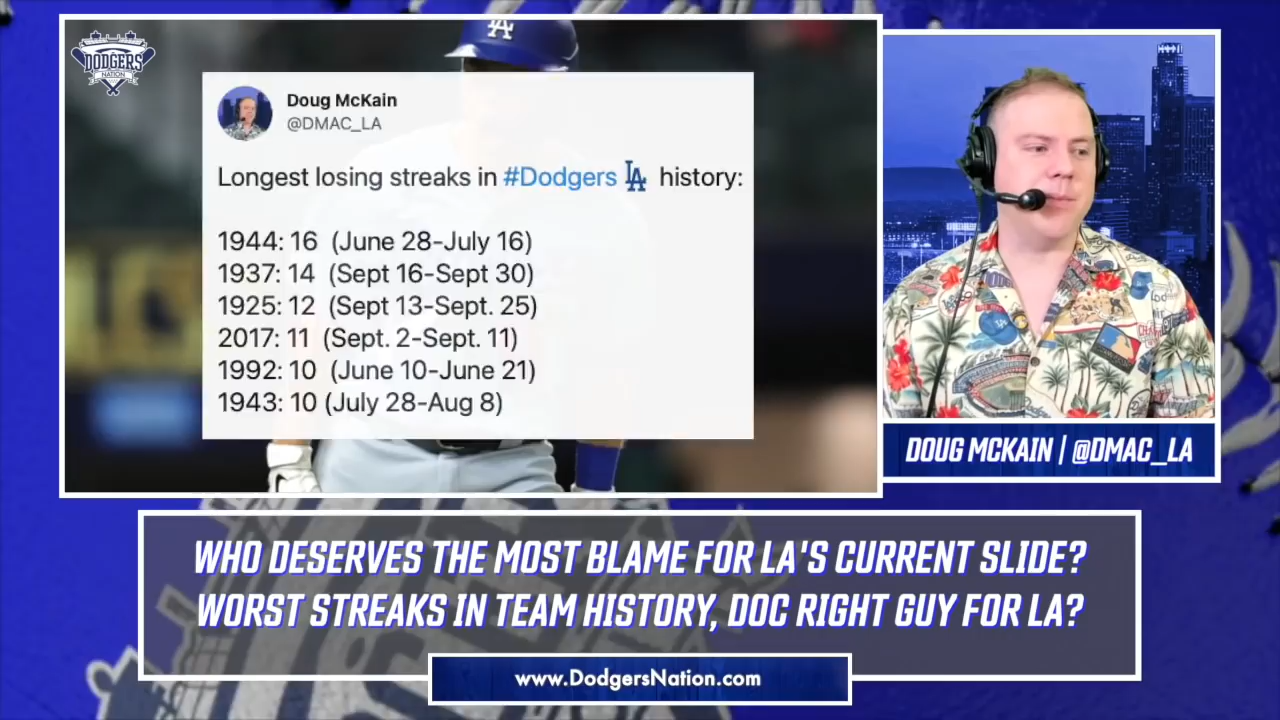 DODGERS
NATION
Doug McKain
@DMAC_LA
Longest losing streaks in #Dodgers LA history:
1944: 16 (June 28-July 16)
1937: 14 (Sept 16-Sept 30)
1925: 12 (Sept 13-Sept. 25)
2017: 11 (Sept. 2-Sept. 11)
1992: 10 (June 10-June 21)
1943: 10 (July 28-Aug 8)
DOUG MCKAIN | @DMAC_LA
WHO DESERVES THE MOST BLAME FOR LA'S CURRENT SLIDE?
WORST STREAKS IN TEAM HISTORY, DOC RIGHT GUY FOR LA?
www.DodgersNation.com